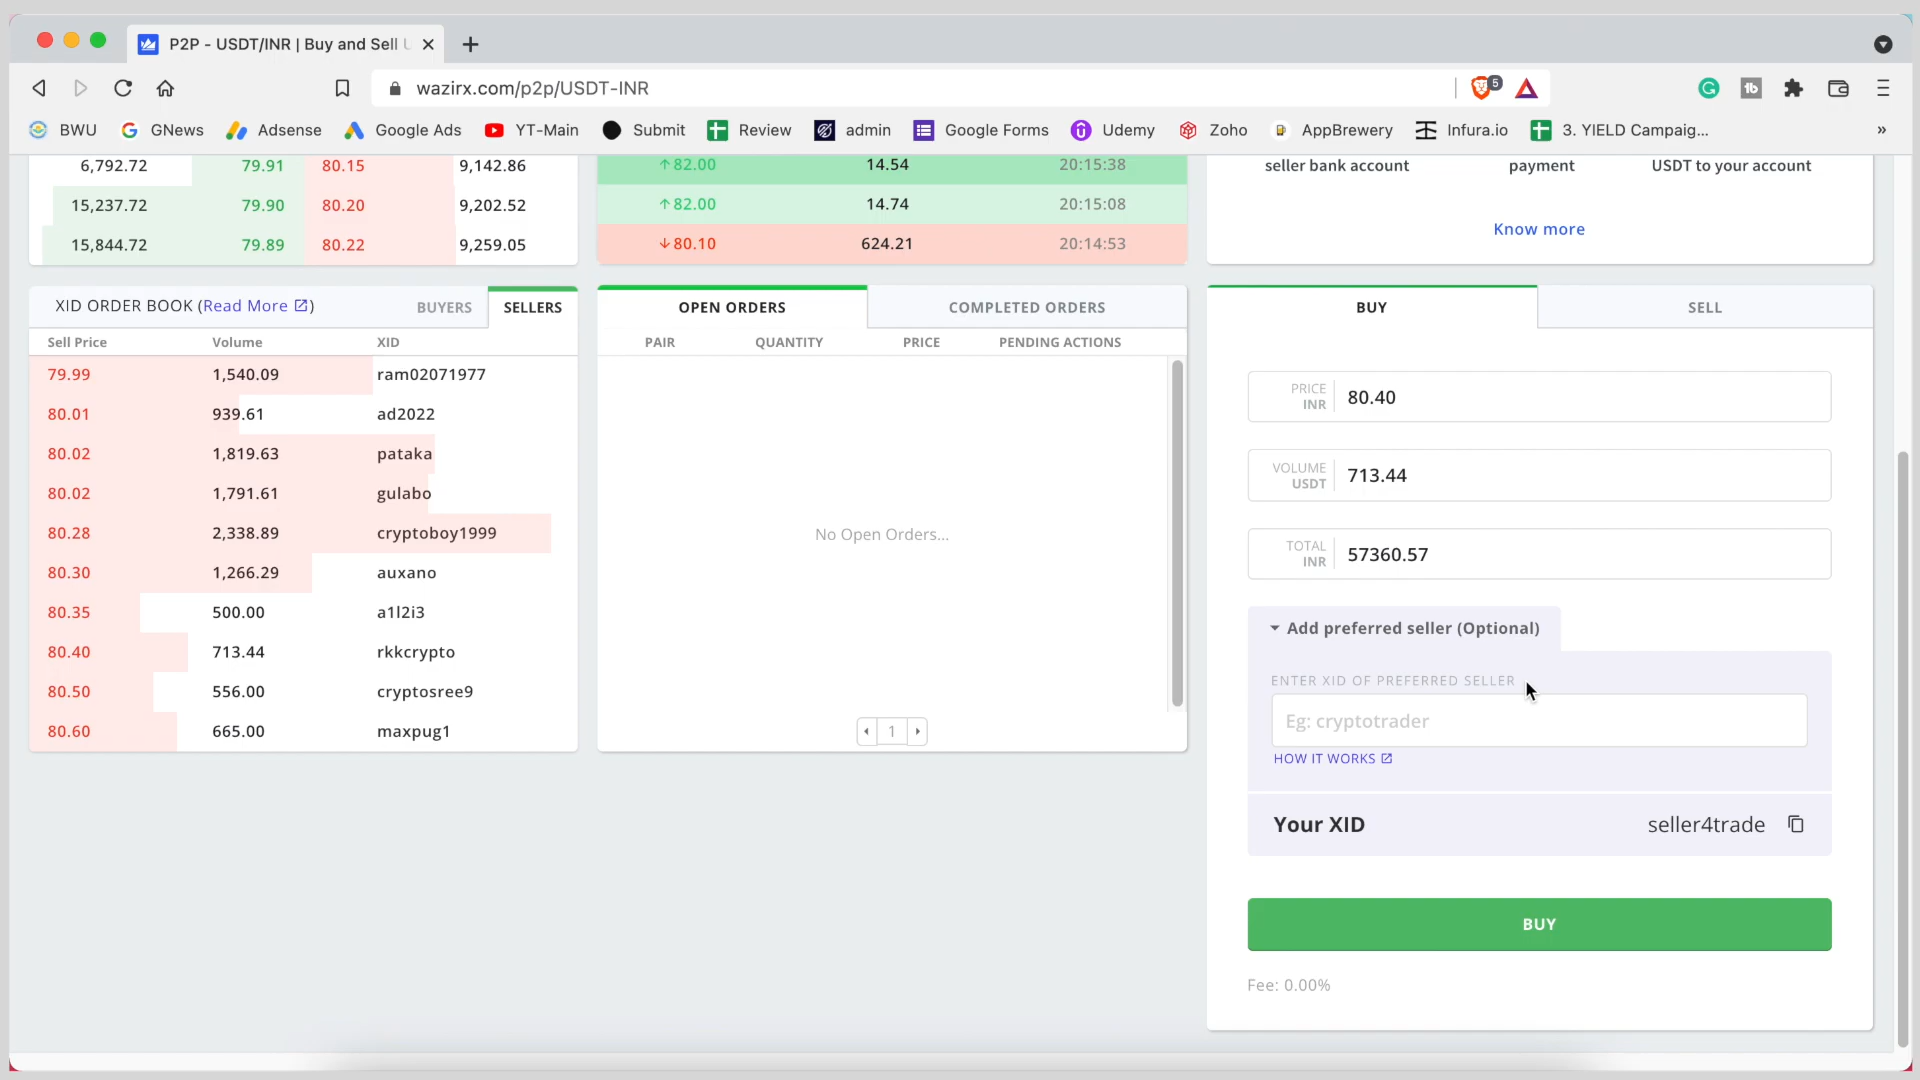 P2P - USDT/INR | Buy and Sell U
wazirx.com/p2p/USDT-INR
5
BWU GNews Adsense Google Ads YT-Main Submit Review admin Google Forms Udemy Zoho AppBrewery Infura.io 3. YIELD Campaig... »
6,792.72 79.91 80.15 9,142.86
15,237.72 79.90 80.20 9,202.52
15,844.72 79.89 80.22 9,259.05
↑82.00 14.54 20:15:38
↑82.00 14.74 20:15:08
↓80.10 624.21 20:14:53
seller bank account payment USDT to your account
Know more
XID ORDER BOOK (Read More) BUYERS SELLERS
Sell Price Volume XID
79.99 1,540.09 ram02071977
80.01 939.61 ad2022
80.02 1,819.63 pataka
80.02 1,791.61 gulabo
80.28 2,338.89 cryptoboy1999
80.30 1,266.29 auxano
80.35 500.00 a1l2i3
80.40 713.44 rkkcrypto
80.50 556.00 cryptosree9
80.60 665.00 maxpug1
OPEN ORDERS COMPLETED ORDERS
PAIR QUANTITY PRICE PENDING ACTIONS
No Open Orders...
1
BUY SELL
PRICE INR 80.40
VOLUME USDT 713.44
TOTAL INR 57360.57
Add preferred seller (Optional)
ENTER XID OF PREFERRED SELLER
Eg: cryptotrader
HOW IT WORKS
Your XID seller4trade
BUY
Fee: 0.00%